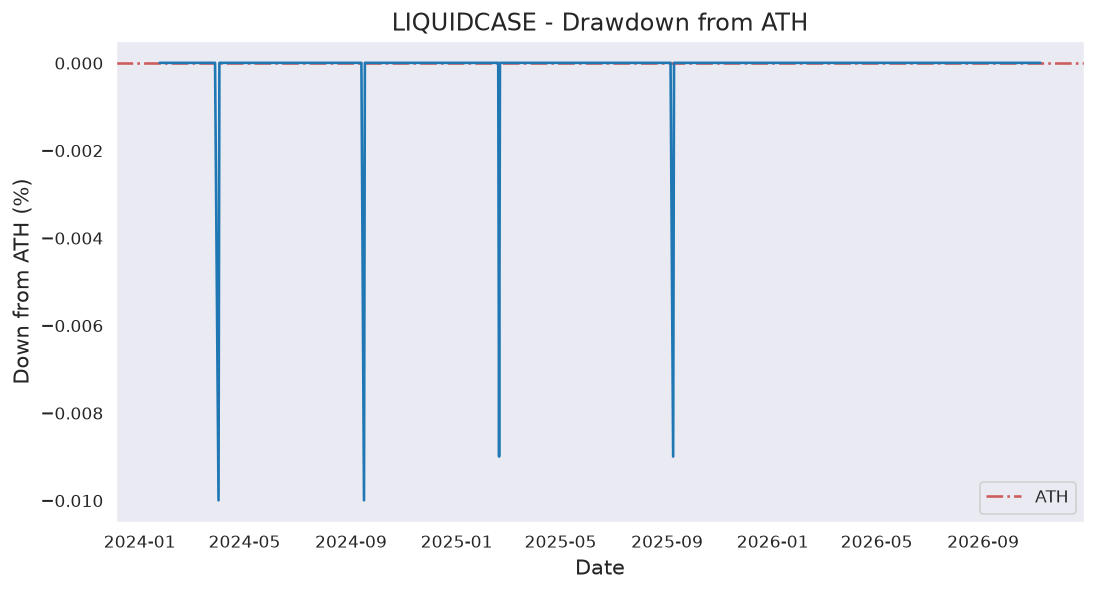 LIQUIDCASE - Drawdown from ATH
Down from ATH (%)
0.000
−0.002
−0.004
−0.006
−0.008
−0.010
ATH
2024-01 2024-05 2024-09 2025-01 2025-05 2025-09 2026-01 2026-05 2026-09
Date